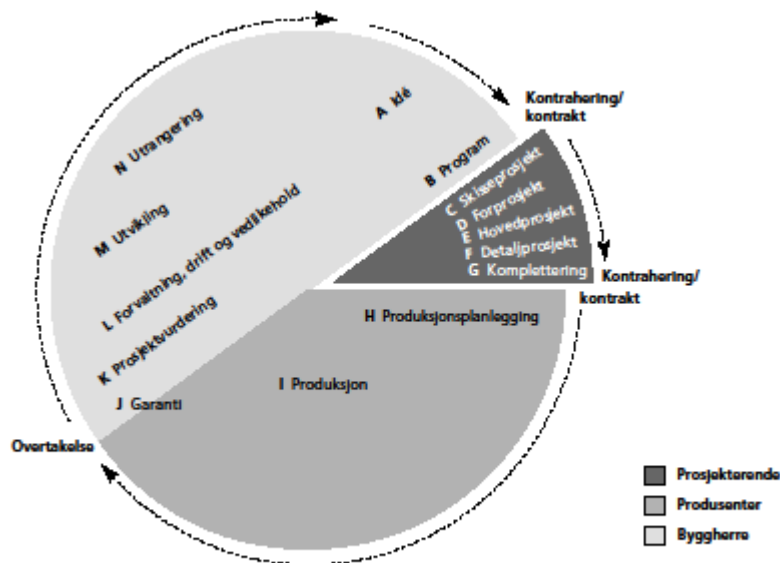 A Idé
Kontrahering/
kontrakt
B Program
C Skisseprosjekt
D Forprosjekt
E Hovedprosjekt
F Detaljprosjekt
G Komplettering
Kontrahering/
kontrakt
H Produksjonsplanlegging
I Produksjon
J Garanti
Overtakelse
K Prosjektvurdering
L Forvaltning, drift og vedlikehold
M Utvikling
N Utrangering
Prosjekterende
Produsenter
Byggherre